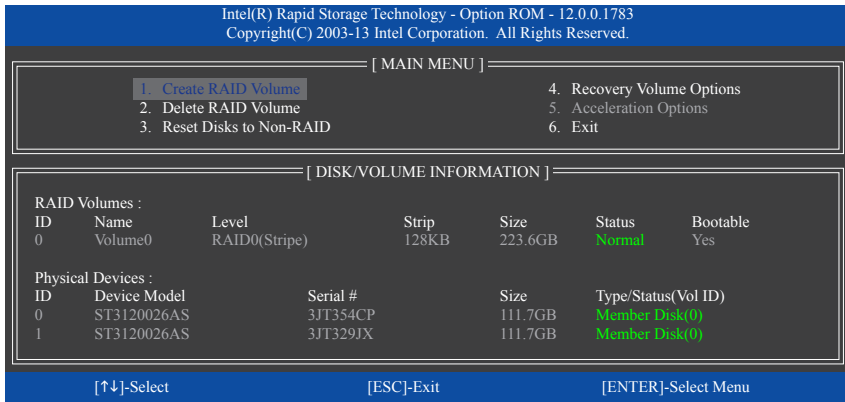 Intel(R) Rapid Storage Technology - Option ROM - 12.0.0.1783
Copyright(C) 2003-13 Intel Corporation.  All Rights Reserved.
[ MAIN MENU ]
1. Create RAID Volume 4. Recovery Volume Options
2. Delete RAID Volume 5. Acceleration Options
3. Reset Disks to Non-RAID 6. Exit
[ DISK/VOLUME INFORMATION ]
RAID Volumes :
ID Name Level Strip Size Status Bootable
0 Volume0 RAID0(Stripe) 128KB 223.6GB Normal Yes
Physical Devices :
ID Device Model Serial # Size Type/Status(Vol ID)
0 ST3120026AS 3JT354CP 111.7GB Member Disk(0)
1 ST3120026AS 3JT329JX 111.7GB Member Disk(0)
[↑↓]-Select [ESC]-Exit [ENTER]-Select Menu